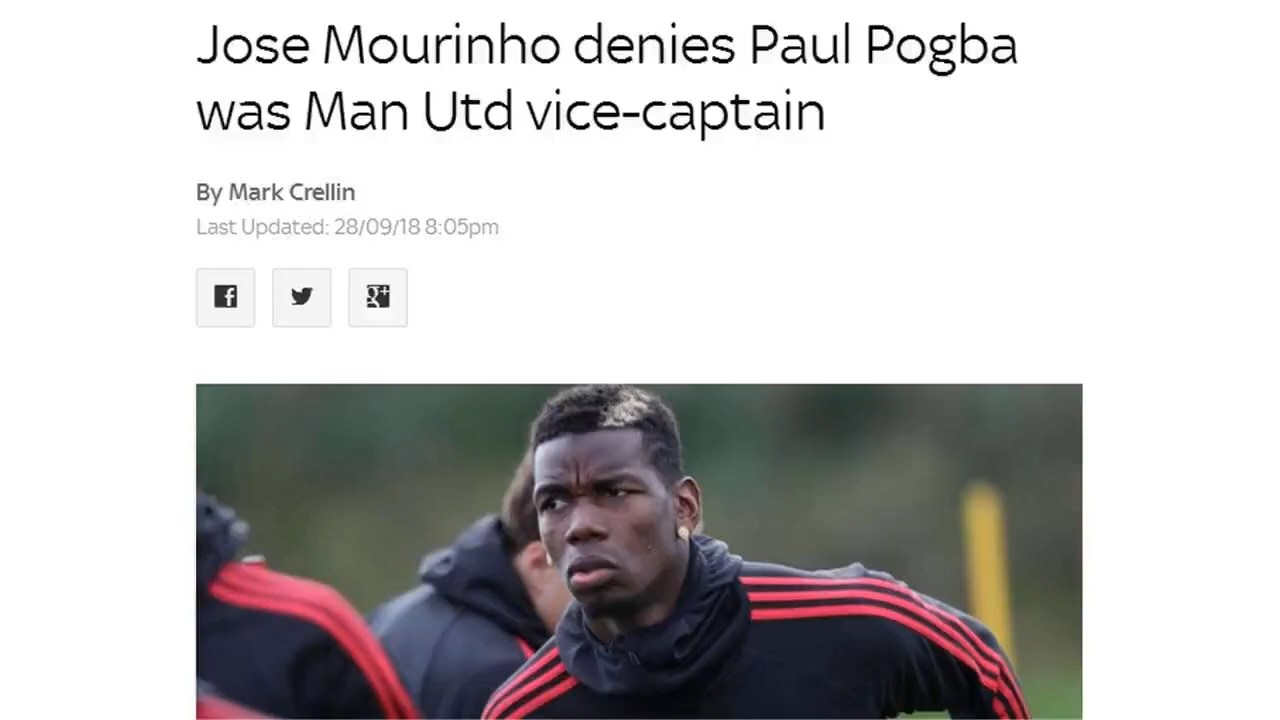 Jose Mourinho denies Paul Pogba
was Man Utd vice-captain
By Mark Crellin
Last Updated: 28/09/18 8:05pm